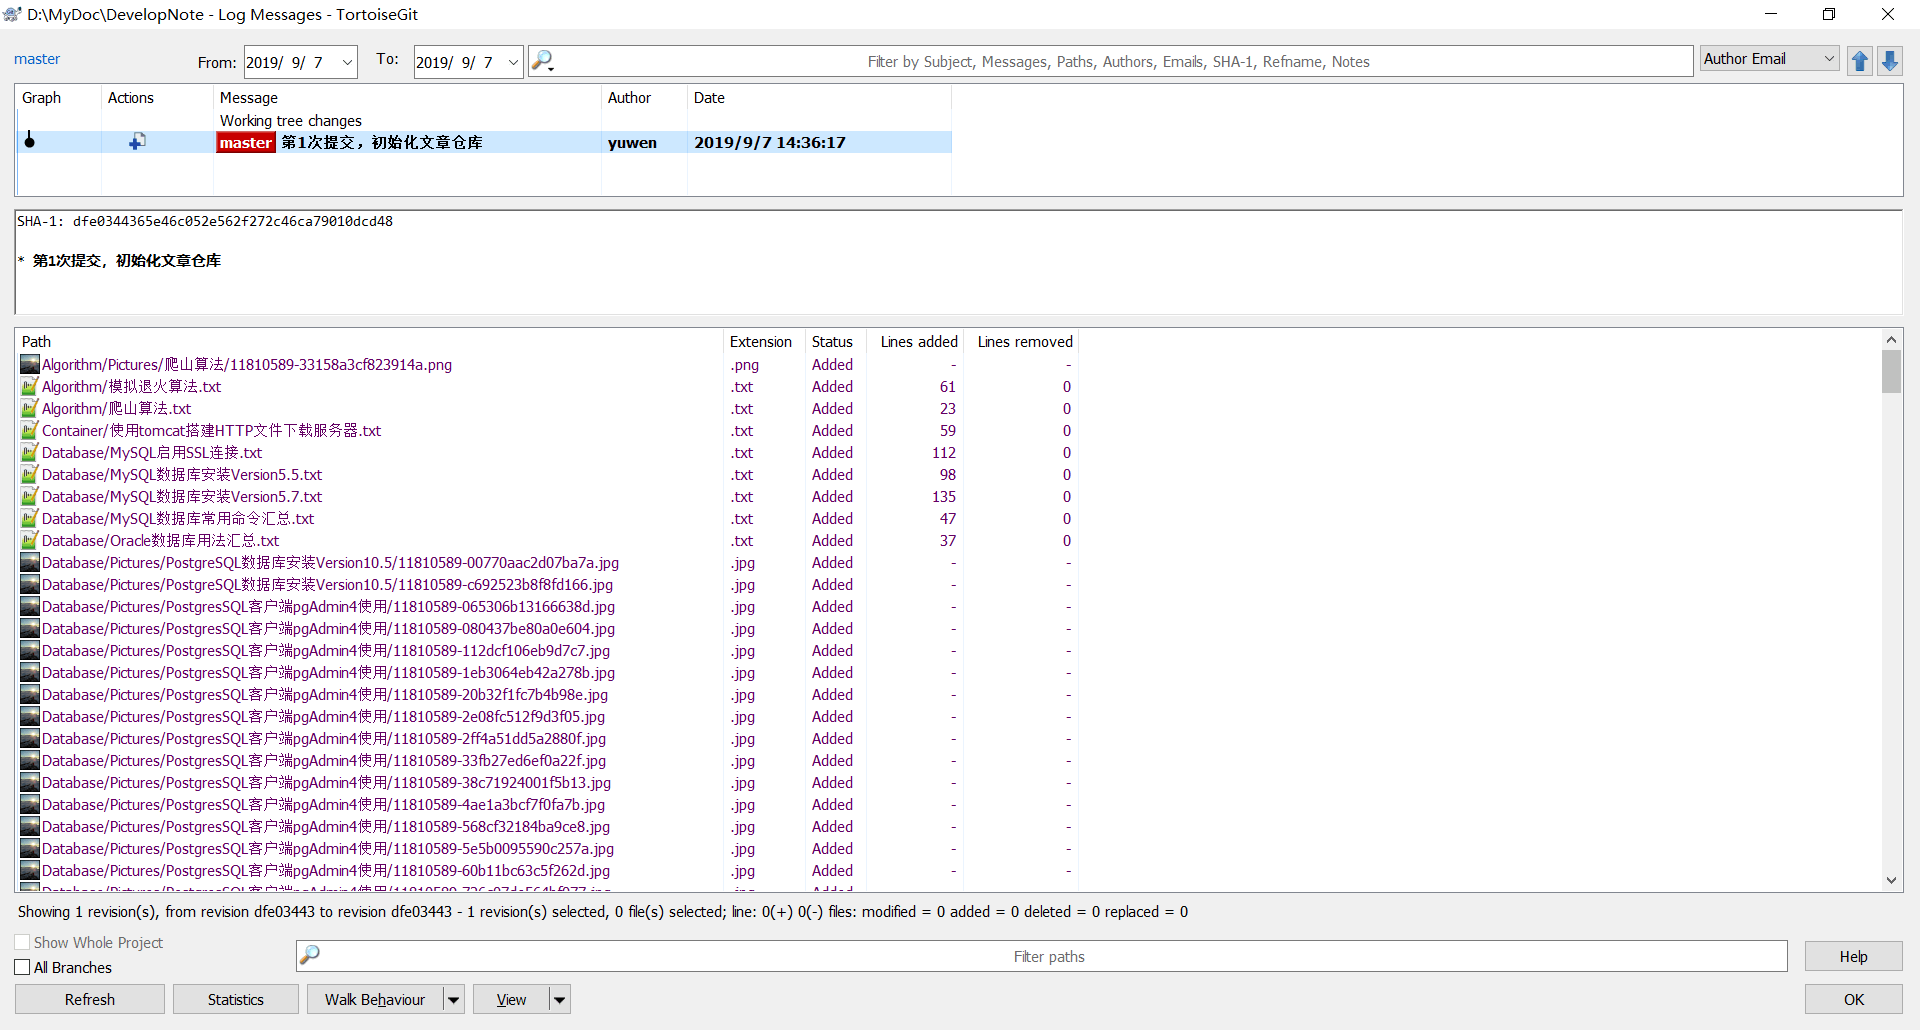 D:\MyDoc\DevelopNote - Log Messages - TortoiseGit
master From: 2019/ 9/ 7 To: 2019/ 9/ 7 Filter by Subject, Messages, Paths, Authors, Emails, SHA-1, Refname, Notes Author Email
Graph Actions Message Author Date
Working tree changes
master 第1次提交，初始化文章仓库 yuwen 2019/9/7 14:36:17
SHA-1: dfe0344365e46c052e562f272c46ca79010dcd48
* 第1次提交，初始化文章仓库
Path Extension Status Lines added Lines removed
Algorithm/Pictures/爬山算法/11810589-33158a3cf823914a.png .png Added - -
Algorithm/模拟退火算法.txt .txt Added 61 0
Algorithm/爬山算法.txt .txt Added 23 0
Container/使用tomcat搭建HTTP文件下载服务器.txt .txt Added 59 0
Database/MySQL启用SSL连接.txt .txt Added 112 0
Database/MySQL数据库安装Version5.5.txt .txt Added 98 0
Database/MySQL数据库安装Version5.7.txt .txt Added 135 0
Database/MySQL数据库常用命令汇总.txt .txt Added 47 0
Database/Oracle数据库用法汇总.txt .txt Added 37 0
Database/Pictures/PostgreSQL数据库安装Version10.5/11810589-00770aac2d07ba7a.jpg .jpg Added - -
Database/Pictures/PostgreSQL数据库安装Version10.5/11810589-c692523b8f8fd166.jpg .jpg Added - -
Database/Pictures/PostgresSQL客户端pgAdmin4使用/11810589-065306b13166638d.jpg .jpg Added - -
Database/Pictures/PostgresSQL客户端pgAdmin4使用/11810589-080437be80a0e604.jpg .jpg Added - -
Database/Pictures/PostgresSQL客户端pgAdmin4使用/11810589-112dcf106eb9d7c7.jpg .jpg Added - -
Database/Pictures/PostgresSQL客户端pgAdmin4使用/11810589-1eb3064eb42a278b.jpg .jpg Added - -
Database/Pictures/PostgresSQL客户端pgAdmin4使用/11810589-20b32f1fc7b4b98e.jpg .jpg Added - -
Database/Pictures/PostgresSQL客户端pgAdmin4使用/11810589-2e08fc512f9d3f05.jpg .jpg Added - -
Database/Pictures/PostgresSQL客户端pgAdmin4使用/11810589-2ff4a51dd5a2880f.jpg .jpg Added - -
Database/Pictures/PostgresSQL客户端pgAdmin4使用/11810589-33fb27ed6ef0a22f.jpg .jpg Added - -
Database/Pictures/PostgresSQL客户端pgAdmin4使用/11810589-38c71924001f5b13.jpg .jpg Added - -
Database/Pictures/PostgresSQL客户端pgAdmin4使用/11810589-4ae1a3bcf7f0fa7b.jpg .jpg Added - -
Database/Pictures/PostgresSQL客户端pgAdmin4使用/11810589-568cf32184ba9ce8.jpg .jpg Added - -
Database/Pictures/PostgresSQL客户端pgAdmin4使用/11810589-5e5b0095590c257a.jpg .jpg Added - -
Database/Pictures/PostgresSQL客户端pgAdmin4使用/11810589-60b11bc63c5f262d.jpg .jpg Added - -
Showing 1 revision(s), from revision dfe03443 to revision dfe03443 - 1 revision(s) selected, 0 file(s) selected; line: 0(+) 0(-) files: modified = 0 added = 0 deleted = 0 replaced = 0
Show Whole Project
Filter paths Help
All Branches
Refresh Statistics Walk Behaviour View OK